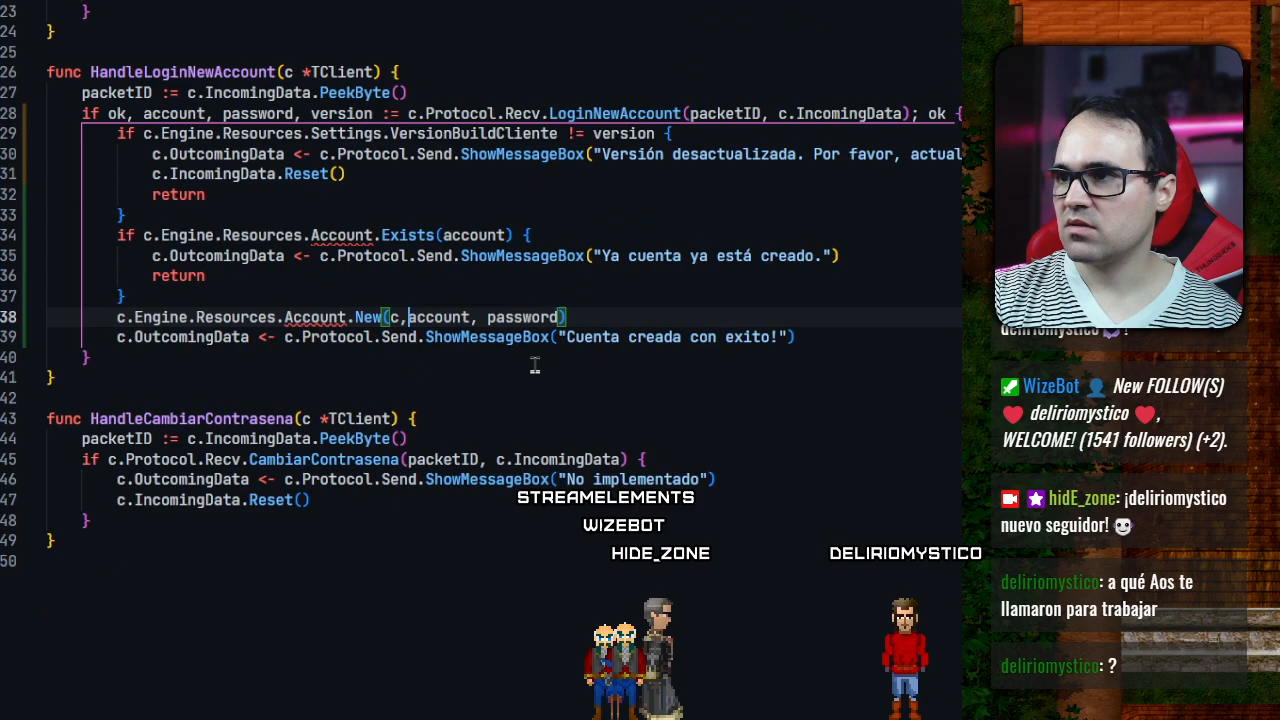 23 }
24 }
25
26 func HandleLoginNewAccount(c *TClient) {
27 packetID := c.IncomingData.PeekByte()
28 if ok, account, password, version := c.Protocol.Recv.LoginNewAccount(packetID, c.IncomingData); ok {
29 if c.Engine.Resources.Settings.VersionBuildCliente != version {
30 c.OutcomingData <- c.Protocol.Send.ShowMessageBox("Versión desactualizada. Por favor, actual
31 c.IncomingData.Reset()
32 return
33 }
34 if c.Engine.Resources.Account.Exists(account) {
35 c.OutcomingData <- c.Protocol.Send.ShowMessageBox("Ya cuenta ya está creado.")
36 return
37 }
38 c.Engine.Resources.Account.New(c,account, password)
39 c.OutcomingData <- c.Protocol.Send.ShowMessageBox("Cuenta creada con exito!")
40 }
41 }
42
43 func HandleCambiarContrasena(c *TClient) {
44 packetID := c.IncomingData.PeekByte()
45 if c.Protocol.Recv.CambiarContrasena(packetID, c.IncomingData) {
46 c.OutcomingData <- c.Protocol.Send.ShowMessageBox("No implementado")
47 c.IncomingData.Reset()
48 }
49 }
50
STREAMELEMENTS
WIZEBOT
HIDE_ZONE
DELIRIOMYSTICO
deliriomystico
WizeBot New FOLLOW(S)
deliriomystico ,
WELCOME! (1541 followers) (+2).
hidE_zone: ¡deliriomystico
nuevo seguidor!
deliriomystico: a qué Aos te
llamaron para trabajar
deliriomystico: ?